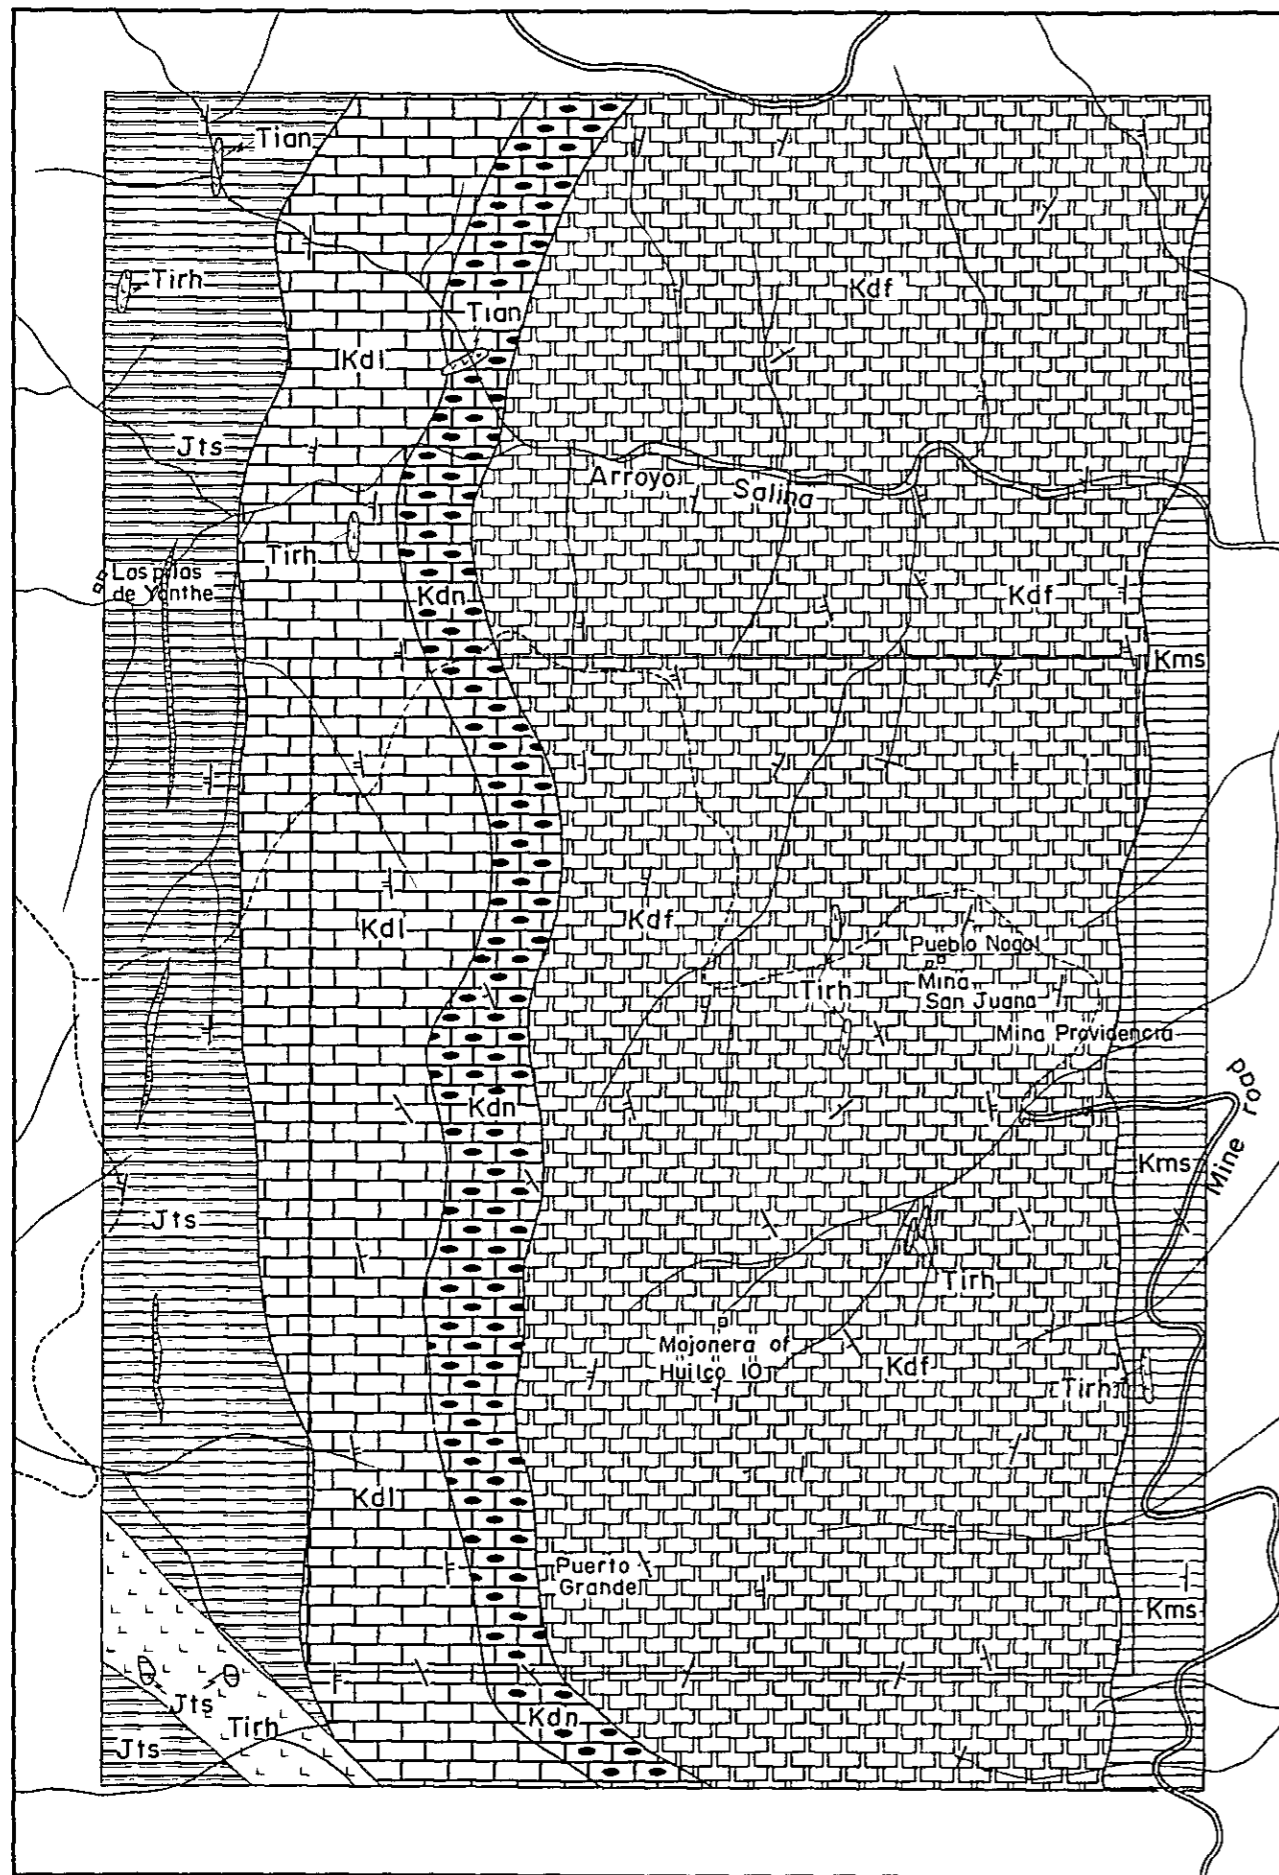 Tian
Tirh
Kdf
Tian
Kdl
Jts
Arroyo
Salina
Tirh
Las pilas
de Yanthe
Kdn
Kdf
Kms
Kdl
Kdf
Pueblo Nogal
Mina
San Juana
Tirh
Mina Providencia
Mine road
Kdn
Kms
Jts
Tirh
Mojonera of
Huilco 10
Kdf
Tirh
Kdl
Puerto
Grande
Kms
Jts
Tirh
Kdn
Jts